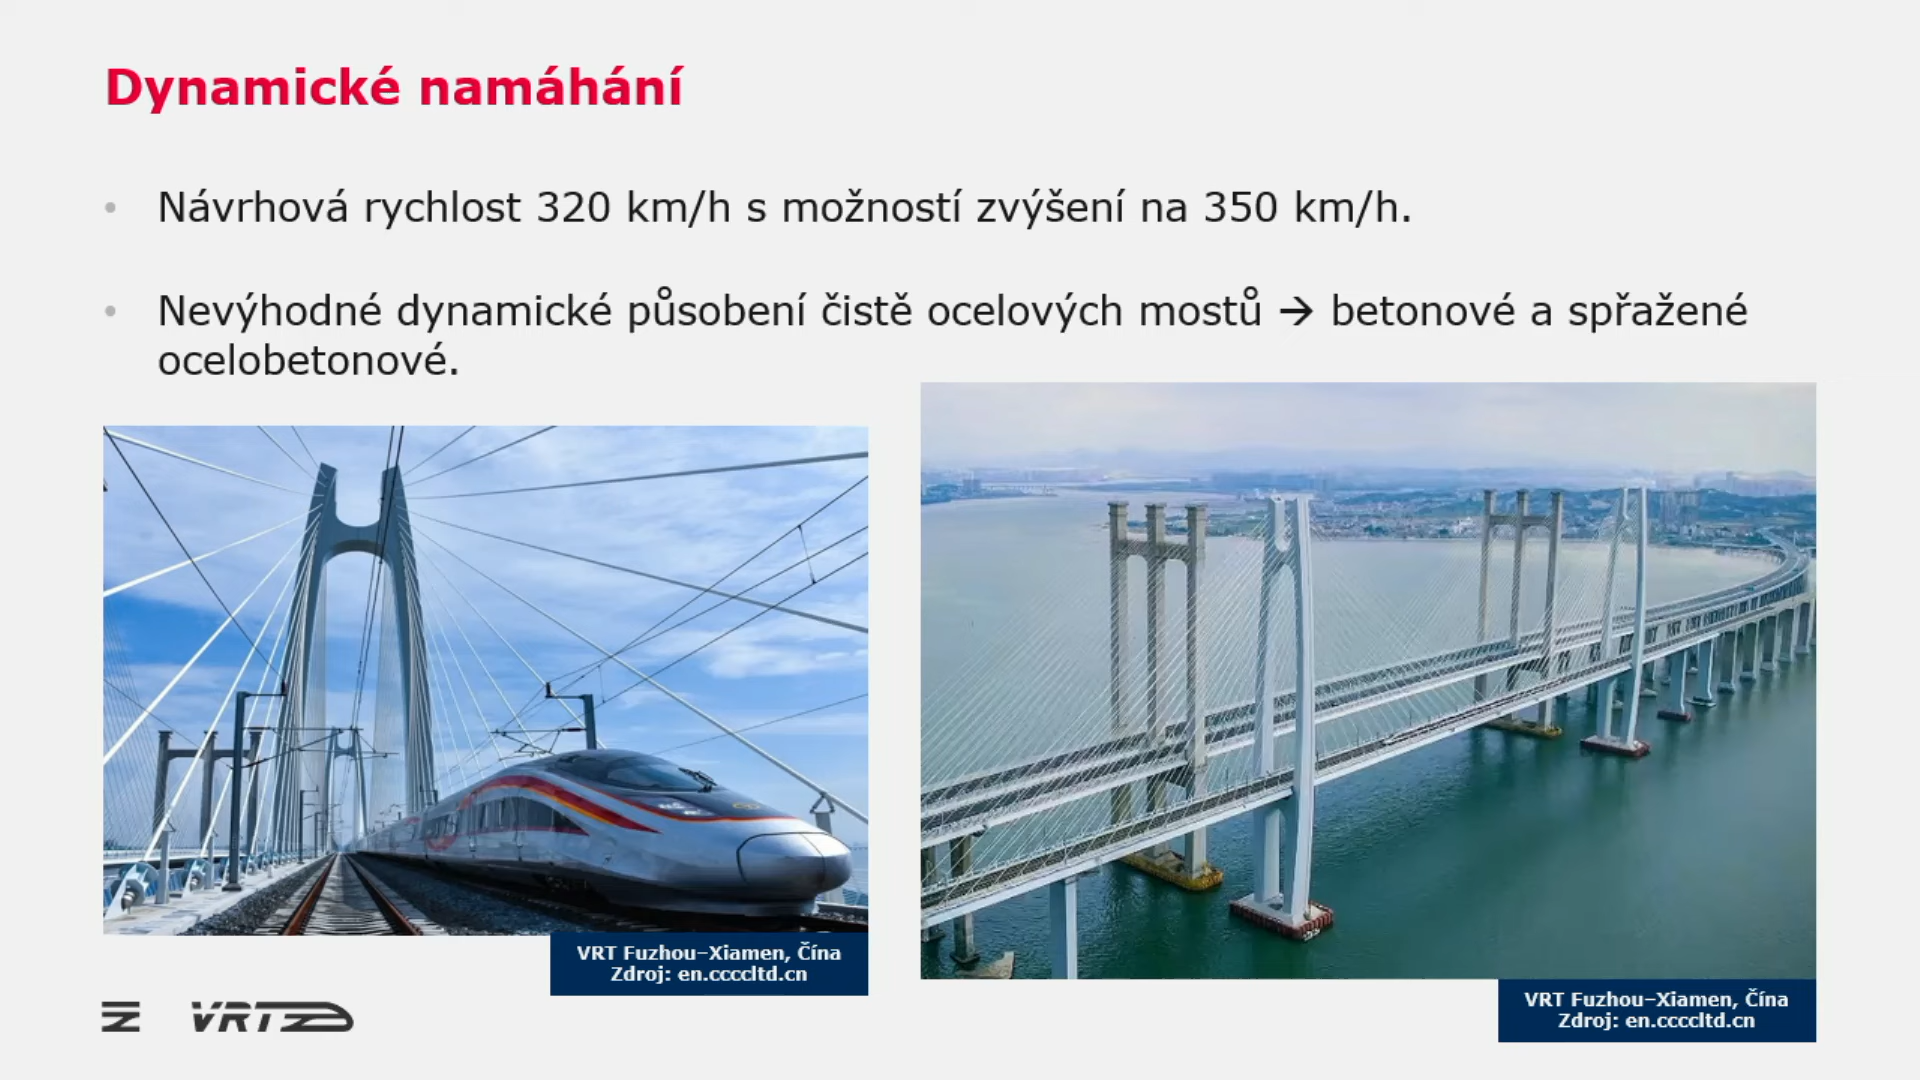 Dynamické namáhání
• Návrhová rychlost 320 km/h s možností zvýšení na 350 km/h.
• Nevýhodné dynamické působení čistě ocelových mostů → betonové a spřažené
ocelobetonové.
VRT Fuzhou–Xiamen, Čína
Zdroj: en.ccccltd.cn
VRT Fuzhou–Xiamen, Čína
Zdroj: en.ccccltd.cn
VRT